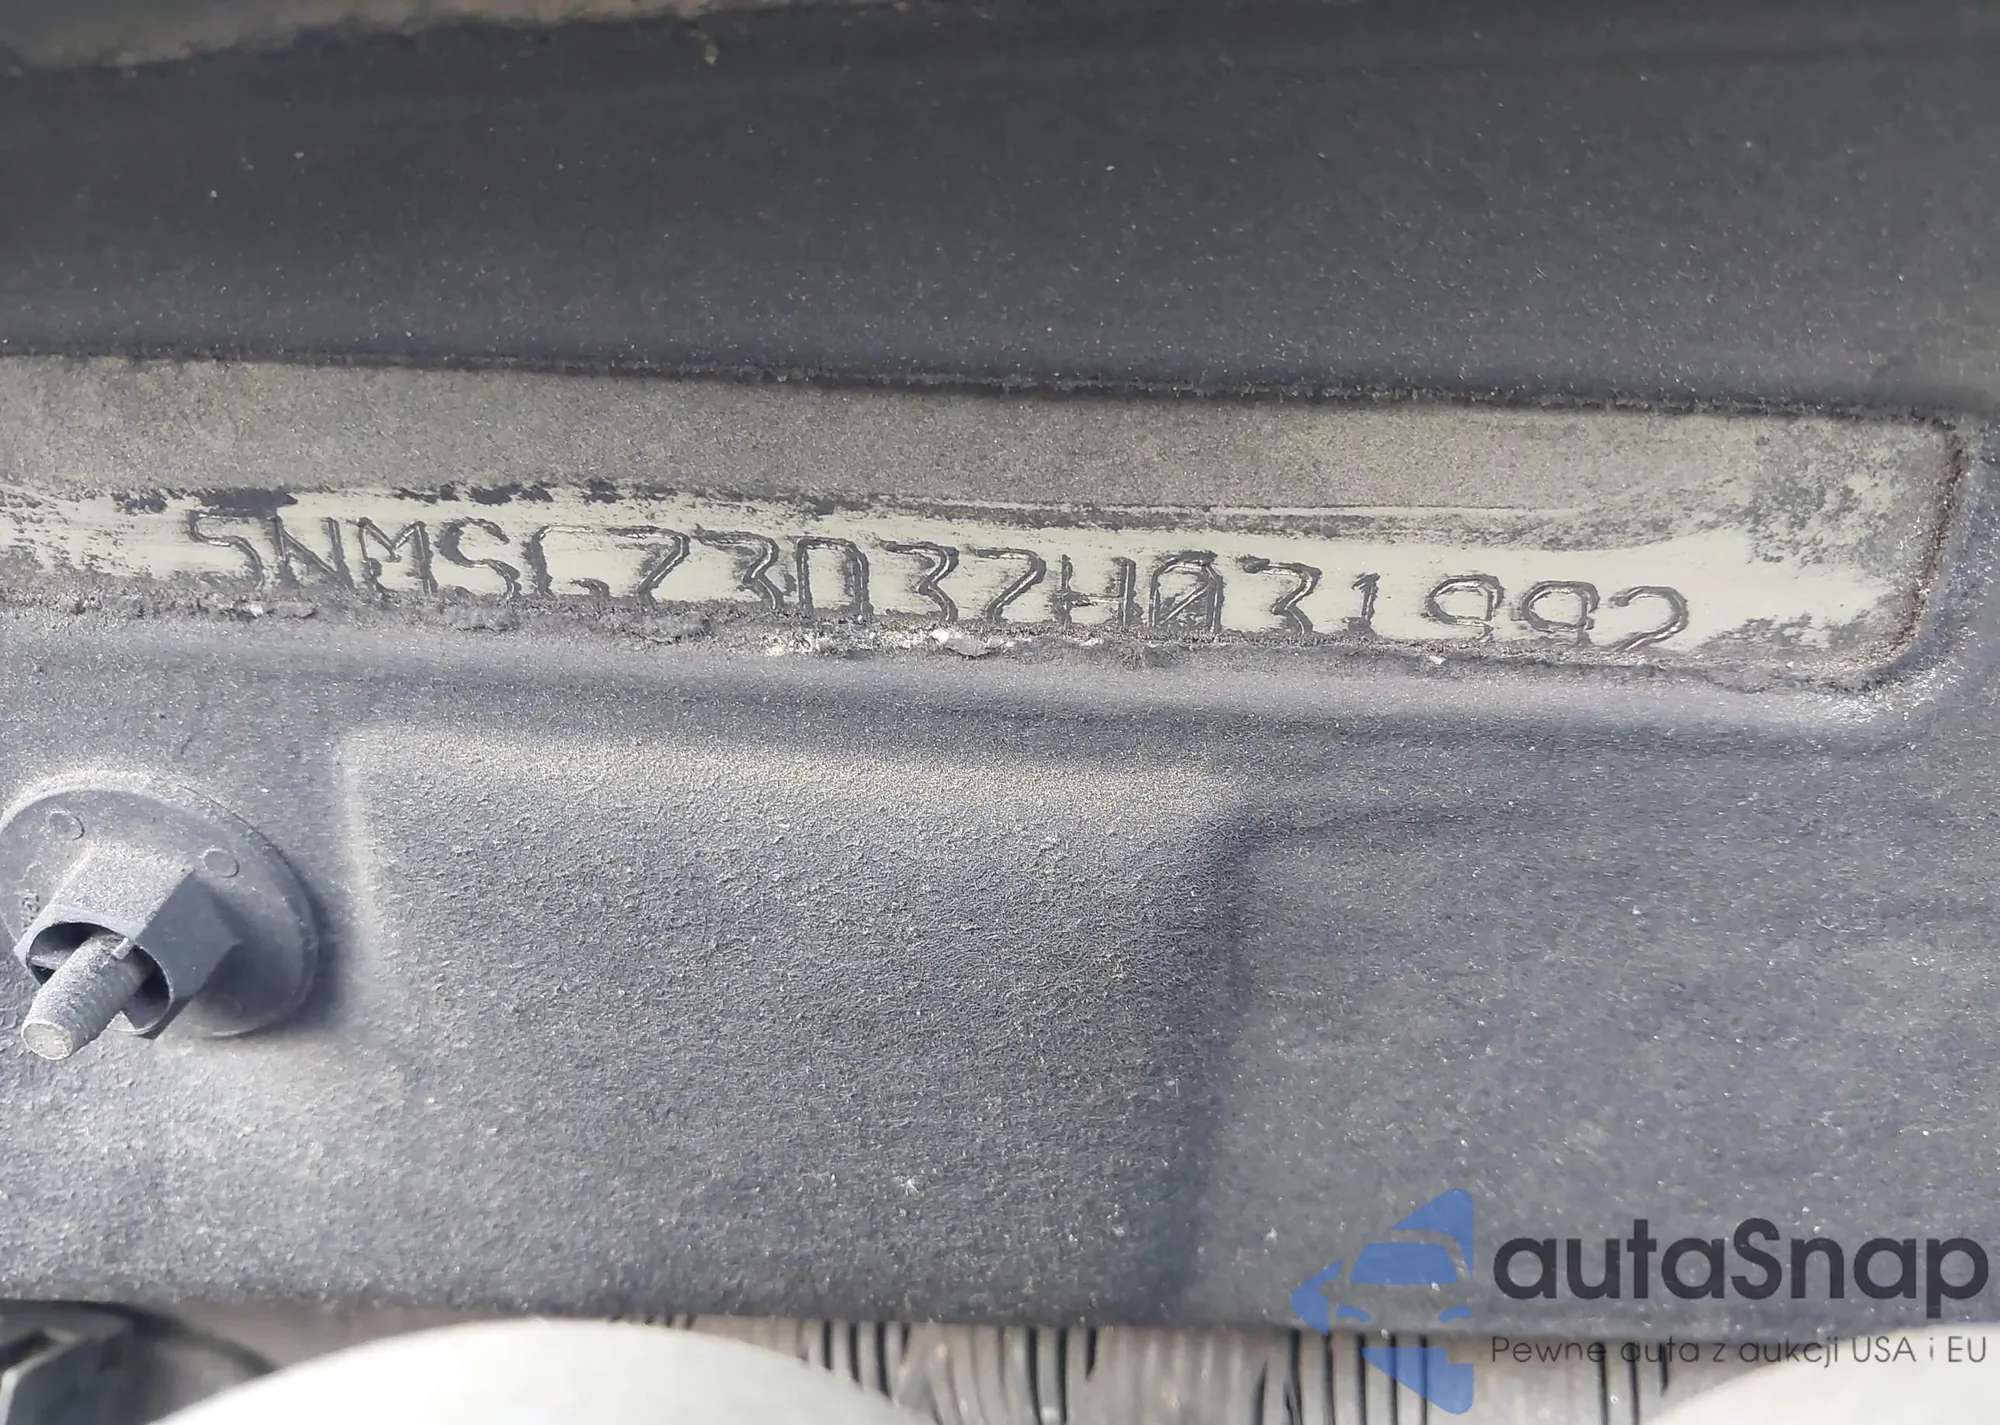 5NMSG73D37H031992
autaSnap
Pewne auta z aukcji USA i EU